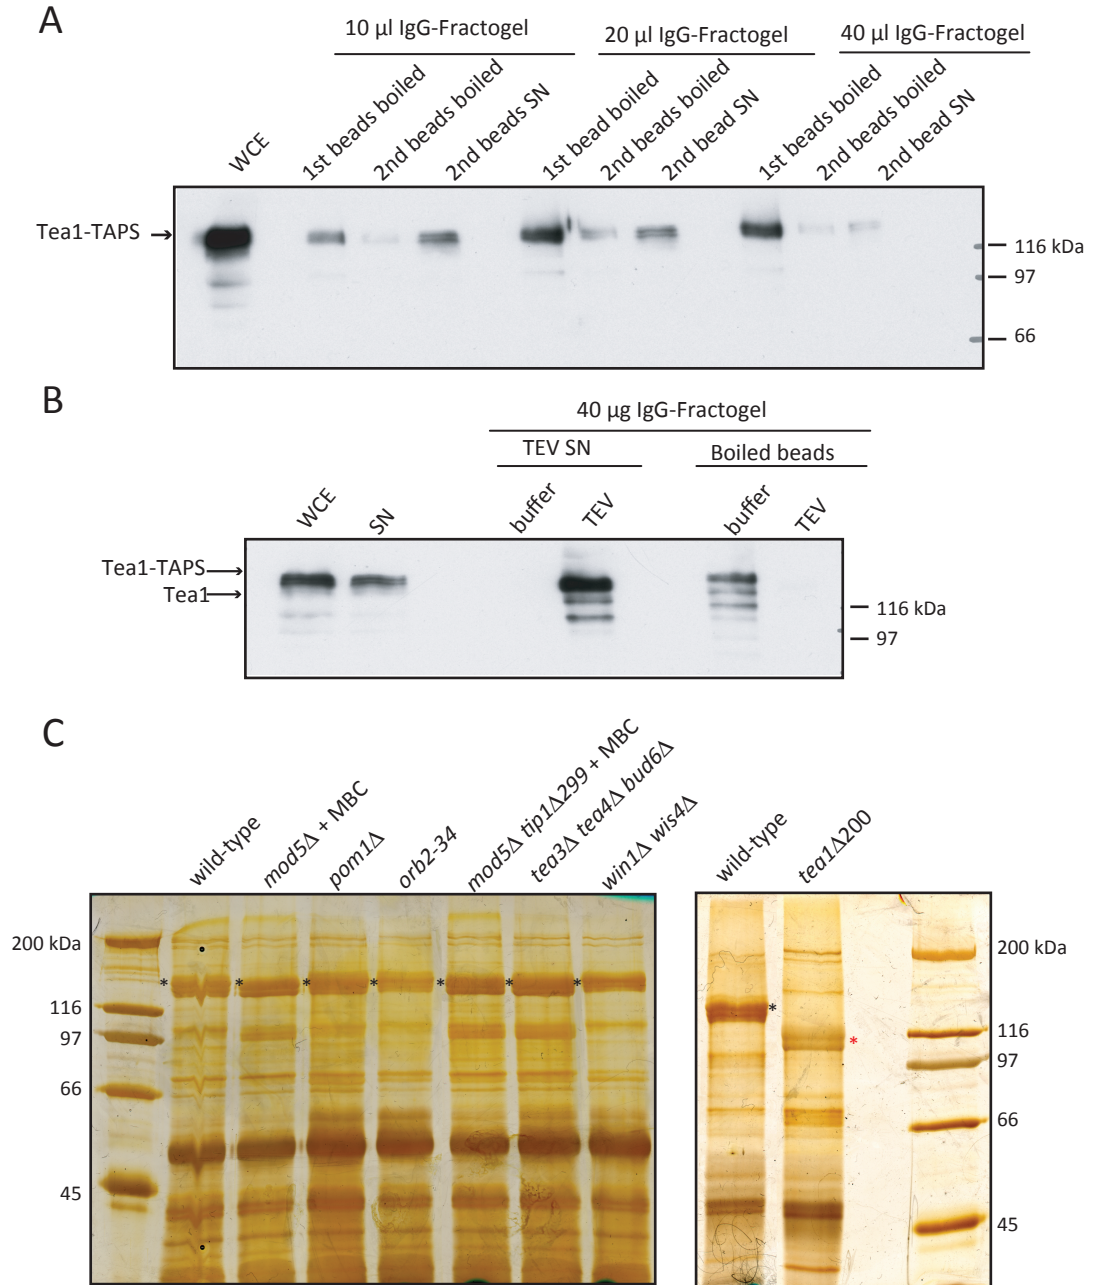 A
10 µl IgG-Fractogel
20 µl IgG-Fractogel
40 µl IgG-Fractogel
WCE
1st beads boiled
2nd beads boiled
2nd beads SN
1st bead boiled
2nd beads boiled
2nd bead SN
1st beads boiled
2nd beads boiled
2nd bead SN
Tea1-TAPS
116 kDa
97
66
B
40 µg IgG-Fractogel
TEV SN
Boiled beads
WCE
SN
buffer
TEV
buffer
TEV
Tea1-TAPS
Tea1
116 kDa
97
C
wild-type
mod5Δ + MBC
pom1Δ
orb2-34
mod5Δ tip1Δ299 + MBC
tea3Δ tea4Δ bud6Δ
win1Δ wis4Δ
wild-type
tea1Δ200
200 kDa
116
97
66
45
* * * * * * *
*
*
200 kDa
116
97
66
45